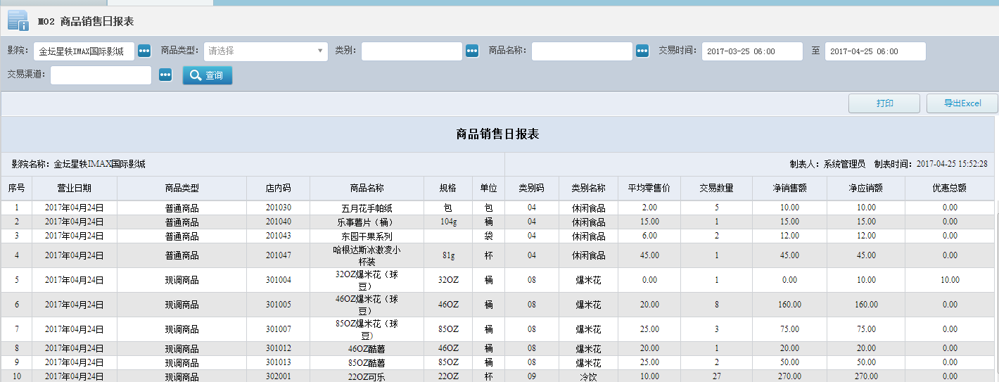 M02 商品销售日报表
影院: 金坛星轶IMAX国际影城 商品类型: 请选择 类别: 商品名称: 交易时间: 2017-03-25 06:00 至 2017-04-25 06:00
交易渠道: 查询
打印 导出Excel
商品销售日报表
影院名称：金坛星轶IMAX国际影城 制表人：系统管理员 制表时间：2017-04-25 15:52:28
序号 营业日期 商品类型 店内码 商品名称 规格 单位 类别码 类别名称 平均零售价 交易数量 净销售额 净应销额 优惠总额
1 2017年04月24日 普通商品 201030 五月花手帕纸 包 包 04 休闲食品 2.00 5 10.00 10.00 0.00
2 2017年04月24日 普通商品 201040 乐事薯片（桶） 104g 桶 04 休闲食品 15.00 1 15.00 15.00 0.00
3 2017年04月24日 普通商品 201043 东园干果系列 袋 04 休闲食品 6.00 2 12.00 12.00 0.00
4 2017年04月24日 普通商品 201047 哈根达斯冰激凌小杯装 81g 杯 04 休闲食品 45.00 1 45.00 45.00 0.00
5 2017年04月24日 现调商品 301004 32OZ爆米花（球豆） 32OZ 桶 08 爆米花 0.00 1 0.00 10.00 10.00
6 2017年04月24日 现调商品 301005 46OZ爆米花（球豆） 46OZ 桶 08 爆米花 20.00 8 160.00 160.00 0.00
7 2017年04月24日 现调商品 301007 85OZ爆米花（球豆） 85OZ 桶 08 爆米花 25.00 3 75.00 75.00 0.00
8 2017年04月24日 现调商品 301012 46OZ酷薯 46OZ 桶 08 爆米花 20.00 1 20.00 20.00 0.00
9 2017年04月24日 现调商品 301013 85OZ酷薯 85OZ 桶 08 爆米花 25.00 2 50.00 50.00 0.00
10 2017年04月24日 现调商品 302001 22OZ可乐 22OZ 杯 09 冷饮 10.00 27 270.00 270.00 0.00